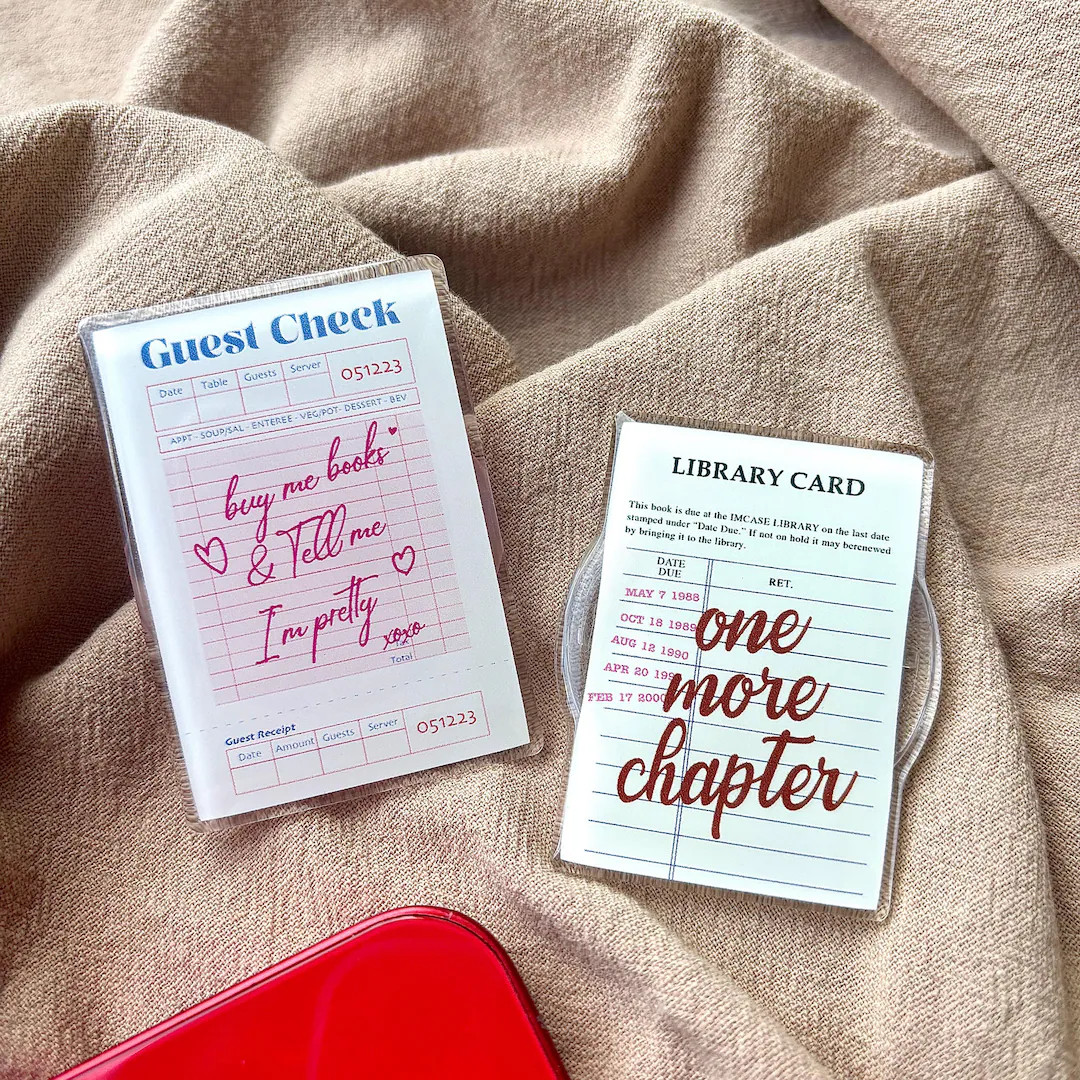 Guest Check
Date Table Guests Server 051223
APPT - SOUP/SAL - ENTEREE - VEG/POT- DESSERT - BEV
buy me books
& Tell me
I'm pretty
xoxo
Total
Guest Receipt
Date Amount Guests Server 051223
LIBRARY CARD
This book is due at the IMCASE LIBRARY on the last date
stamped under "Date Due." If not on hold it may berenewed
by bringing it to the library.
DATE
DUE
RET.
MAY 7 1988
OCT 18 1989
AUG 12 1990
APR 20
FEB 17 2000
one
more
chapter